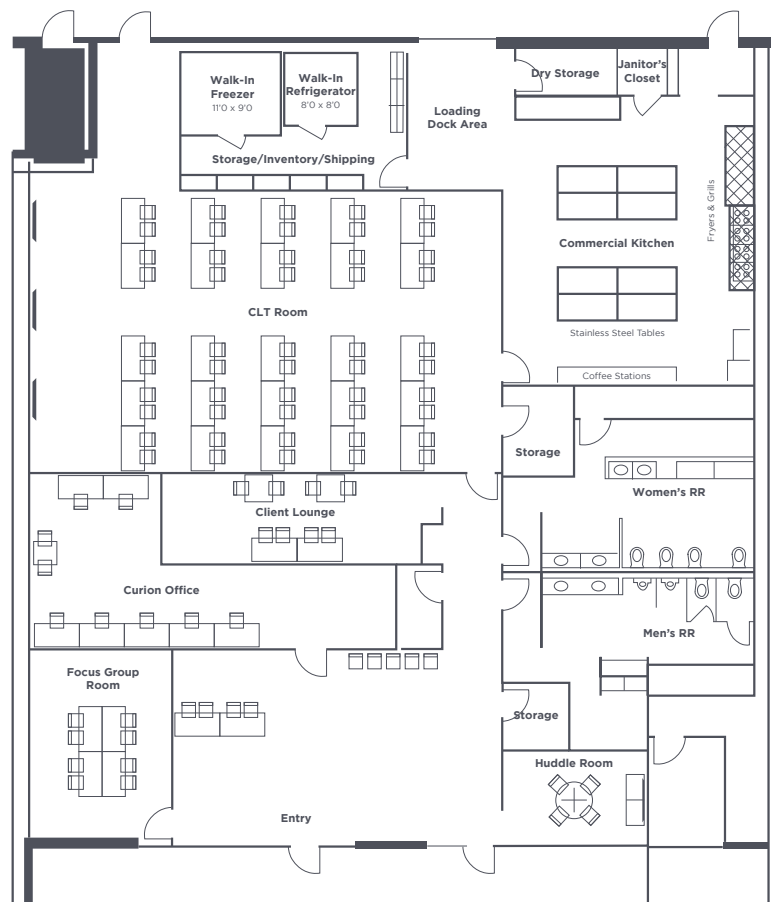 Walk-In
Freezer
11'0 x 9'0
Walk-In
Refrigerator
8'0 x 8'0
Storage/Inventory/Shipping
Loading
Dock Area
Dry Storage
Janitor's
Closet
Fryers & Grills
Commercial Kitchen
CLT Room
Stainless Steel Tables
Coffee Stations
Storage
Women's RR
Client Lounge
Curion Office
Men's RR
Focus Group
Room
Storage
Huddle Room
Entry